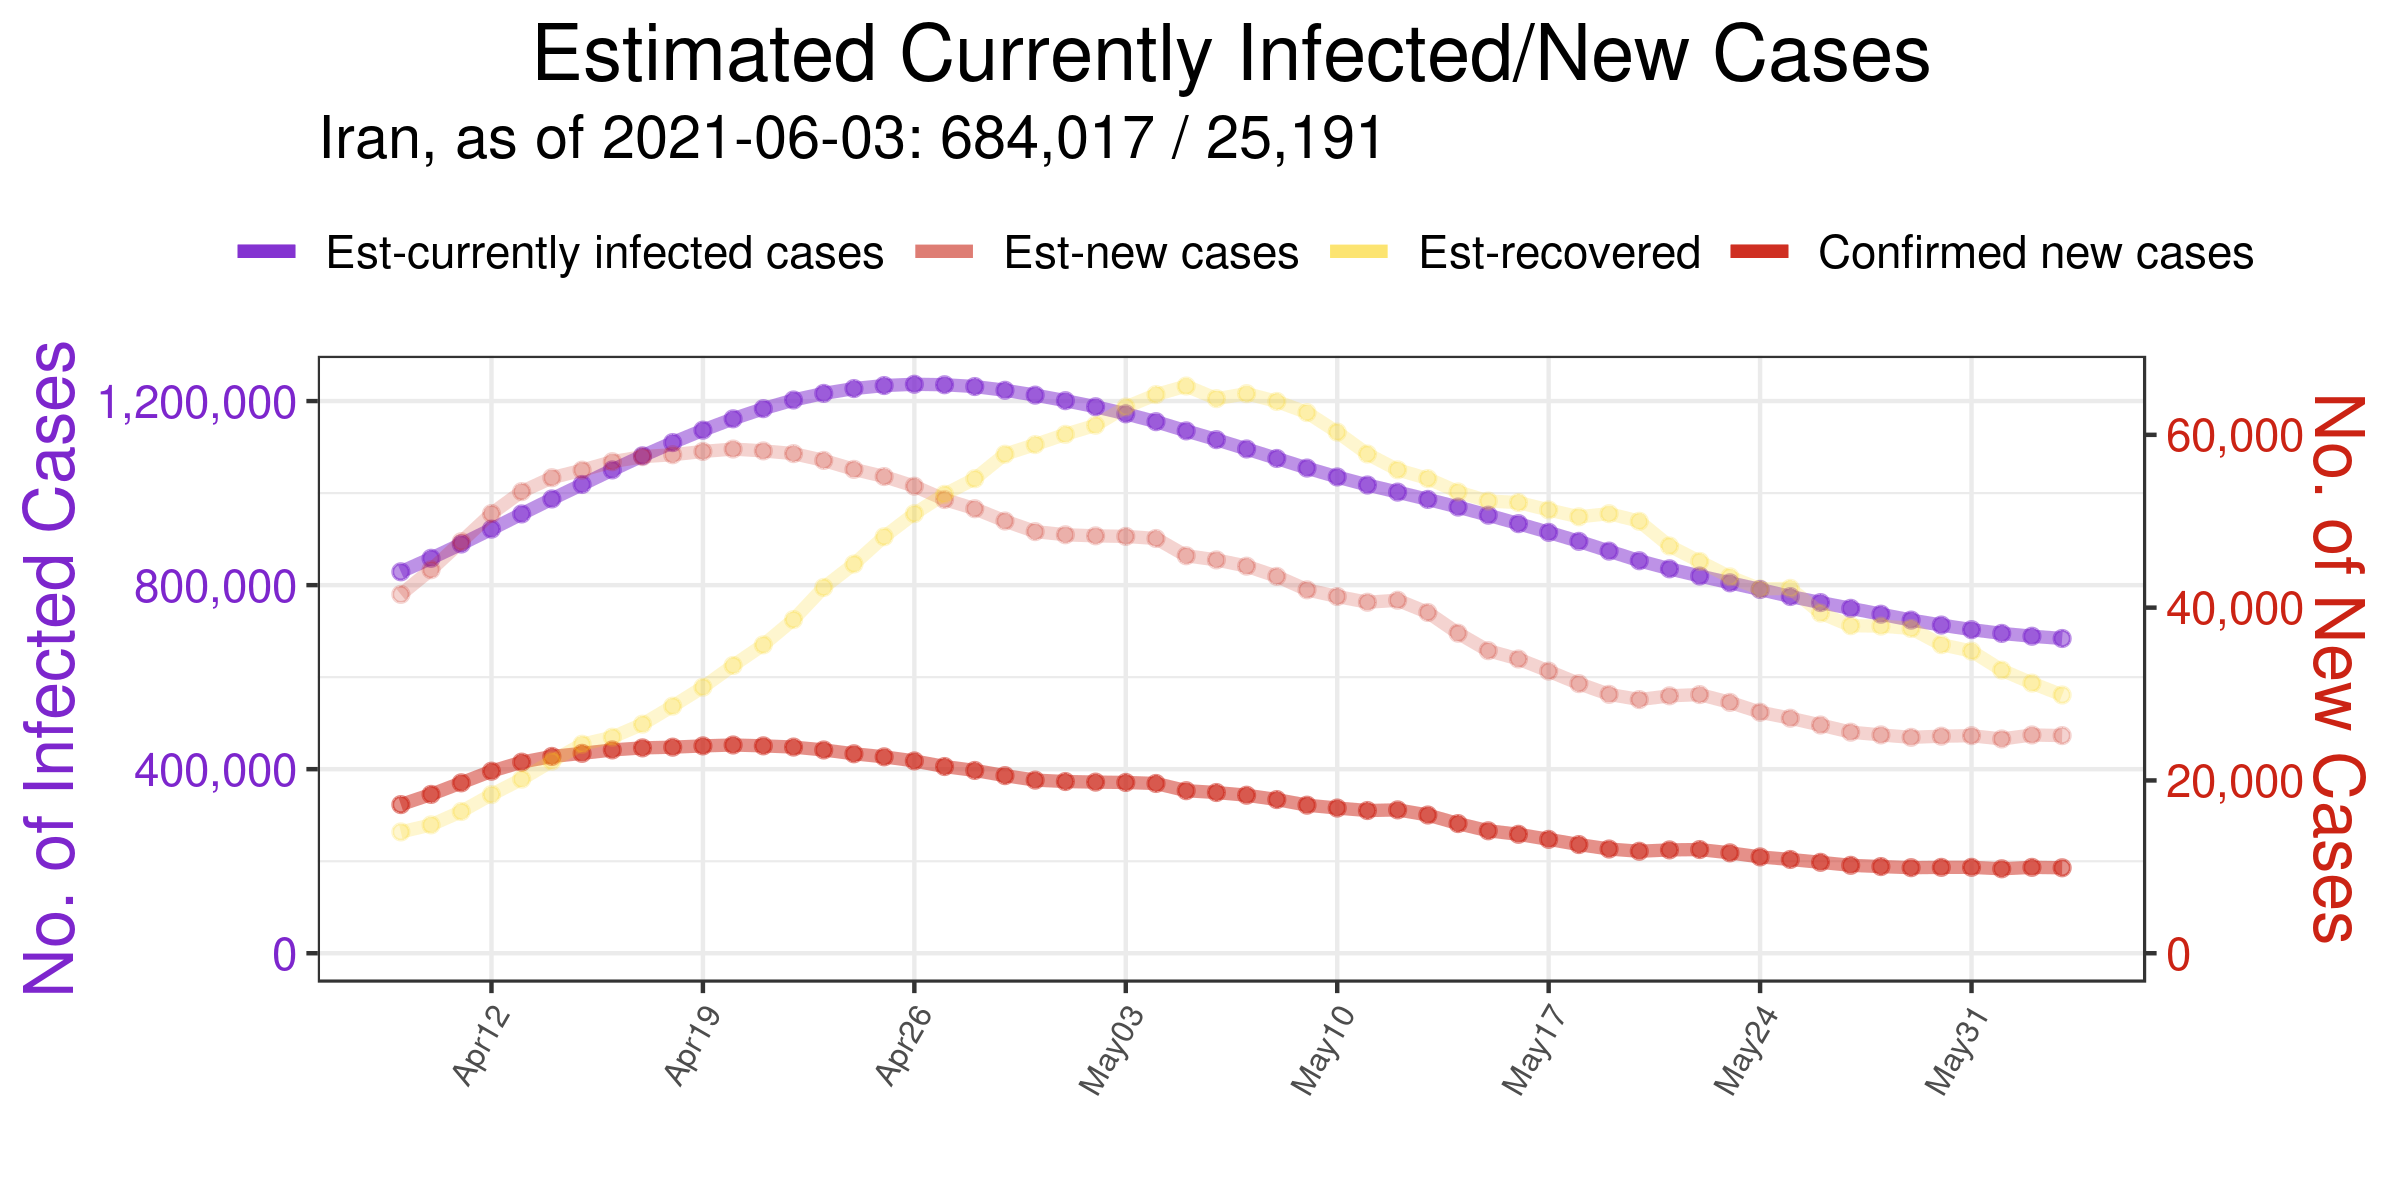 Estimated Currently Infected/New Cases
Iran, as of 2021-06-03: 684,017 / 25,191
Est-currently infected cases Est-new cases Est-recovered Confirmed new cases
No. of Infected Cases
1,200,000
800,000
400,000
0
60,000
40,000
20,000
0
No. of New Cases
Apr12 Apr19 Apr26 May03 May10 May17 May24 May31